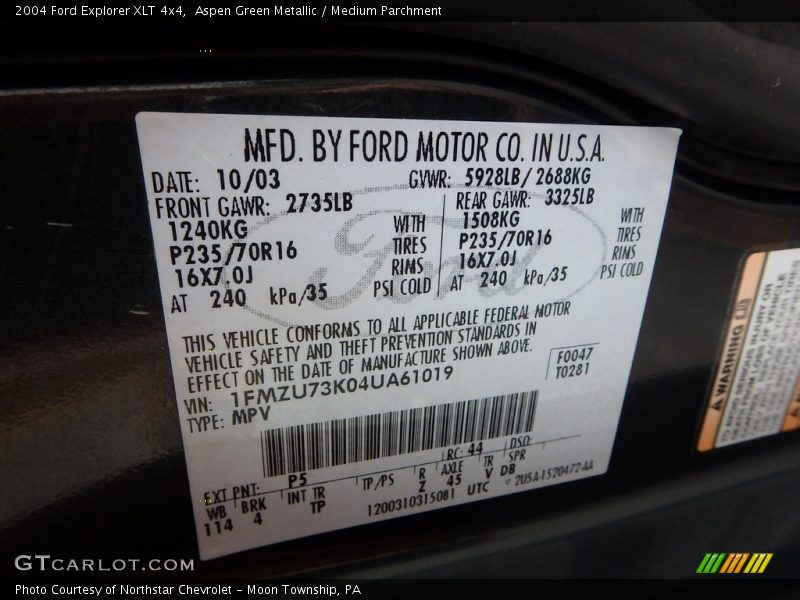 2004 Ford Explorer XLT 4x4, Aspen Green Metallic / Medium Parchment
MFD. BY FORD MOTOR CO. IN U.S.A.
DATE: 10/03 GVWR: 5928LB/2688KG
FRONT GAWR: 2735LB REAR GAWR: 3325LB
1240KG WITH 1508KG WITH
P235/70R16 TIRES P235/70R16 TIRES
16X7.0J RIMS 16X7.0J RIMS
AT 240 kPa/35 PSI COLD AT 240 kPa/35 PSI COLD
Ford
THIS VEHICLE CONFORMS TO ALL APPLICABLE FEDERAL MOTOR
VEHICLE SAFETY AND THEFT PREVENTION STANDARDS IN
EFFECT ON THE DATE OF MANUFACTURE SHOWN ABOVE.
F0047
T0281
VIN: 1FMZU73K04UA61019
TYPE: MPV
EXT PNT: P5 RC: 44 DSO:
WB BRK INT TR TP/PS R AXLE TR SPR
114 4 TP Z 45 V DB
1200310315081 UTC
2U5A-1520472-AA
WARNING
GTCARLOT.COM
Photo Courtesy of Northstar Chevrolet - Moon Township, PA